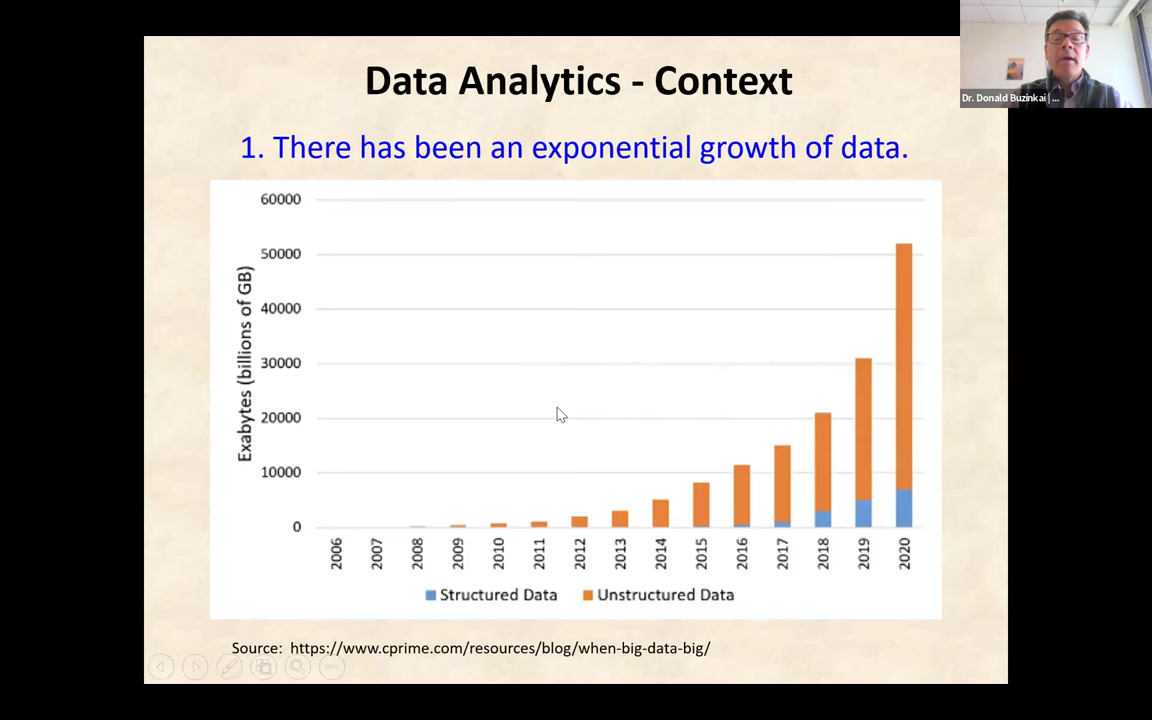 Data Analytics - Context
Dr. Donald Buzinkai | ...
1. There has been an exponential growth of data.
60000
50000
40000
30000
20000
10000
0
Exabytes (billions of GB)
2006 2007 2008 2009 2010 2011 2012 2013 2014 2015 2016 2017 2018 2019 2020
Structured Data Unstructured Data
Source: https://www.cprime.com/resources/blog/when-big-data-big/